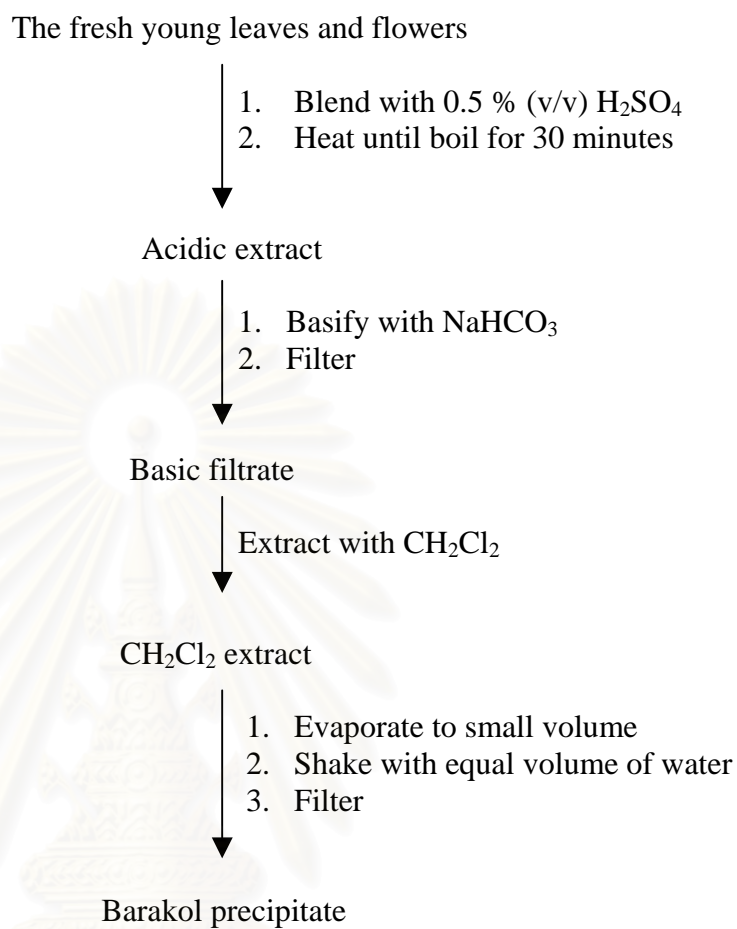 The fresh young leaves and flowers
1. Blend with 0.5 % (v/v) H₂SO₄
2. Heat until boil for 30 minutes
Acidic extract
1. Basify with NaHCO₃
2. Filter
Basic filtrate
Extract with CH₂Cl₂
CH₂Cl₂ extract
1. Evaporate to small volume
2. Shake with equal volume of water
3. Filter
Barakol precipitate